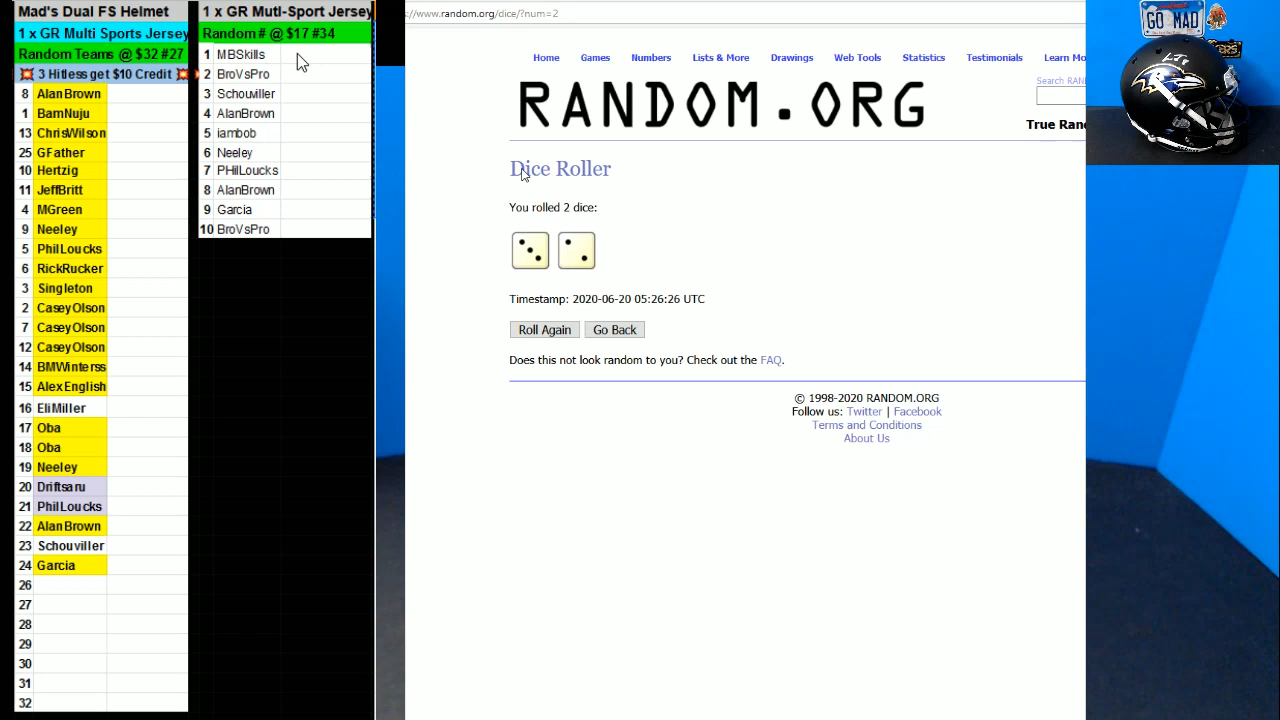 Mad's Dual FS Helmet
1 x GR Multi Sports Jersey
Random Teams @ $32 #27
💥 3 Hitless get $10 Credit 💥
8 AlanBrown
1 BamNuju
13 ChrisWilson
25 GFather
10 Hertzig
11 JeffBritt
4 MGreen
9 Neeley
5 PhilLoucks
6 RickRucker
3 Singleton
2 CaseyOlson
7 CaseyOlson
12 CaseyOlson
14 BMWinterss
15 AlexEnglish
16 EliMiller
17 Oba
18 Oba
19 Neeley
20 Driftsaru
21 PhilLoucks
22 AlanBrown
23 Schouviller
24 Garcia
26
27
28
29
30
31
32
1 x GR Mutl-Sport Jersey
Random # @ $17 #34
1 MBSkills
2 BroVsPro
3 Schouviller
4 AlanBrown
5 iambob
6 Neeley
7 PHilLoucks
8 AlanBrown
9 Garcia
10 BroVsPro
://www.random.org/dice/?num=2
Home Games Numbers Lists & More Drawings Web Tools Statistics Testimonials Learn Mo
Search RAN
RANDOM.ORG
True Ran
Dice Roller
You rolled 2 dice:
Timestamp: 2020-06-20 05:26:26 UTC
Roll Again Go Back
Does this not look random to you? Check out the FAQ.
© 1998-2020 RANDOM.ORG
Follow us: Twitter | Facebook
Terms and Conditions
About Us
GO MAD